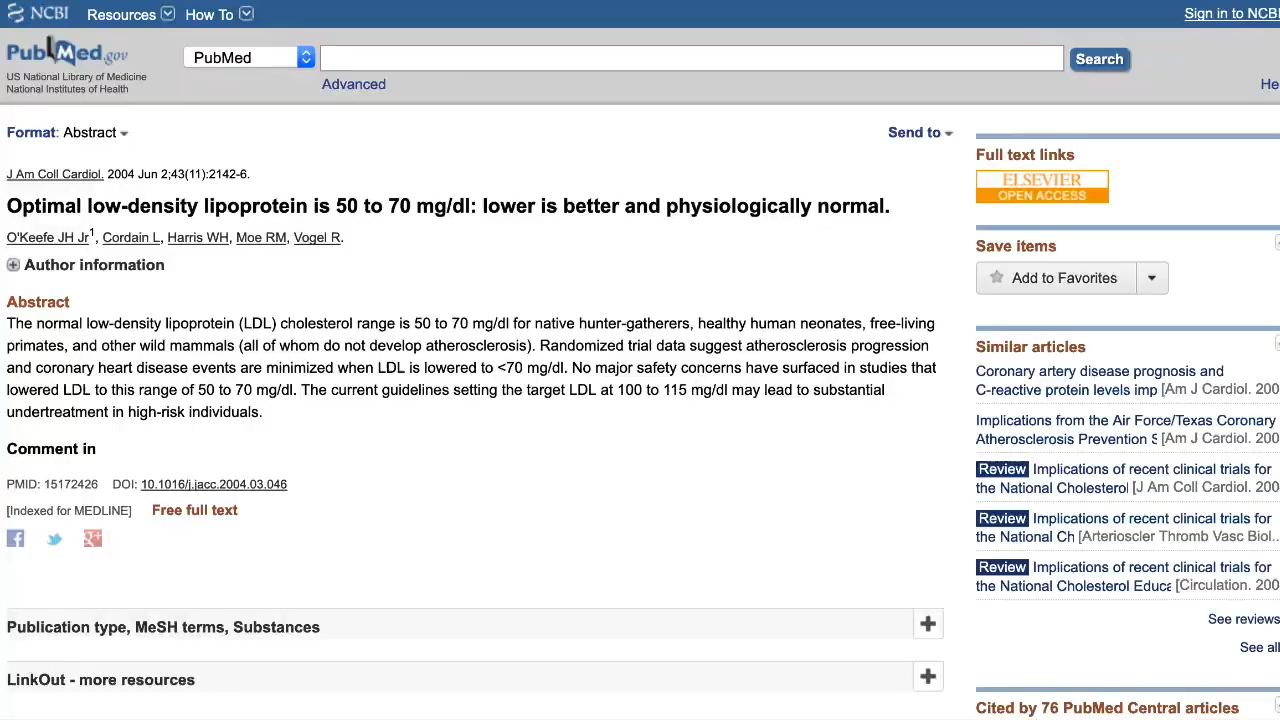 NCBI Resources How To Sign in to NCBI
PubMed.gov
US National Library of Medicine
National Institutes of Health
PubMed
Search
Advanced
He
Format: Abstract
Send to
J Am Coll Cardiol. 2004 Jun 2;43(11):2142-6.
Optimal low-density lipoprotein is 50 to 70 mg/dl: lower is better and physiologically normal.
O'Keefe JH Jr1, Cordain L, Harris WH, Moe RM, Vogel R.
Author information
Abstract
The normal low-density lipoprotein (LDL) cholesterol range is 50 to 70 mg/dl for native hunter-gatherers, healthy human neonates, free-living
primates, and other wild mammals (all of whom do not develop atherosclerosis). Randomized trial data suggest atherosclerosis progression
and coronary heart disease events are minimized when LDL is lowered to <70 mg/dl. No major safety concerns have surfaced in studies that
lowered LDL to this range of 50 to 70 mg/dl. The current guidelines setting the target LDL at 100 to 115 mg/dl may lead to substantial
undertreatment in high-risk individuals.
Comment in
PMID: 15172426 DOI: 10.1016/j.jacc.2004.03.046
[Indexed for MEDLINE] Free full text
Publication type, MeSH terms, Substances
LinkOut - more resources
Full text links
ELSEVIER
OPEN ACCESS
Save items
Add to Favorites
Similar articles
Coronary artery disease prognosis and
C-reactive protein levels imp [Am J Cardiol. 200
Implications from the Air Force/Texas Coronary
Atherosclerosis Prevention S [Am J Cardiol. 200
Review Implications of recent clinical trials for
the National Cholesterol [J Am Coll Cardiol. 200
Review Implications of recent clinical trials for
the National Ch [Arterioscler Thromb Vasc Biol...
Review Implications of recent clinical trials for
the National Cholesterol Educa [Circulation. 200
See reviews
See all
Cited by 76 PubMed Central articles